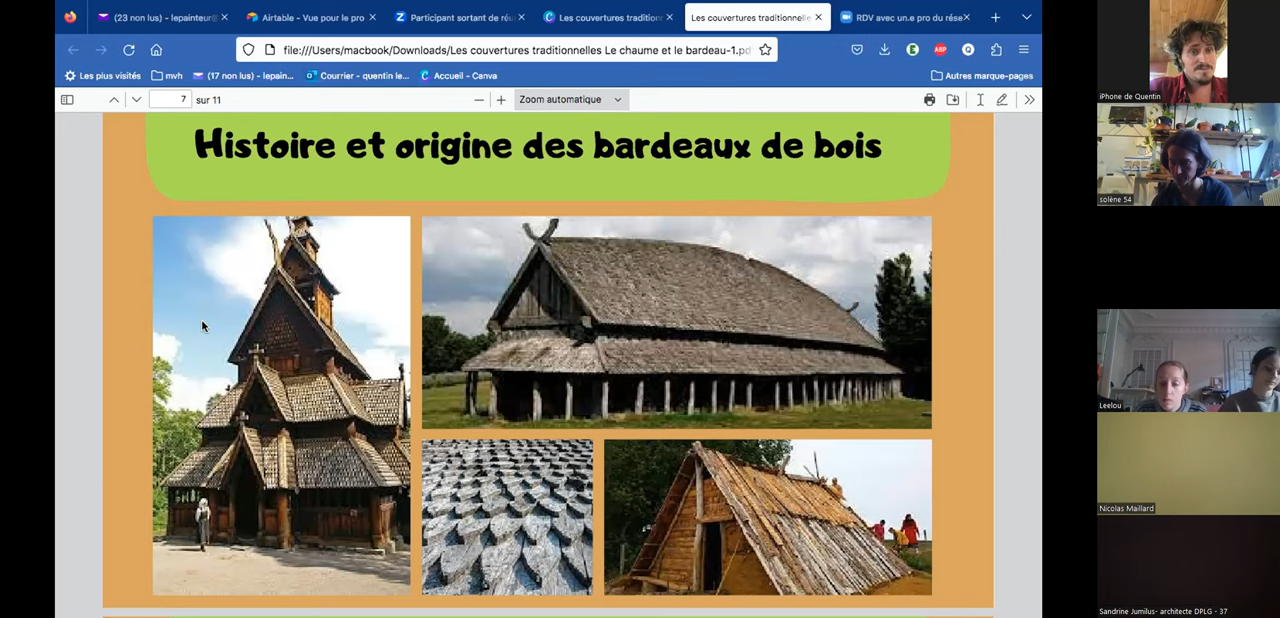 (23 non lus) - lepainteur@
Airtable - Vue pour le pro
Participant sortant de réu
Les couvertures tradition
Les couvertures traditionnelle
RDV avec un.e pro du rése
file:///Users/macbook/Downloads/Les couvertures traditionnelles Le chaume et le bardeau-1.pd
Les plus visités
mvh
(17 non lus) - lepain...
Courrier - quentin le...
Accueil – Canva
Autres marque-pages
7 sur 11
Zoom automatique
Histoire et origine des bardeaux de bois
iPhone de Quentin
solène 54
Leelou
Nicolas Maillard
Sandrine Jumilus- architecte DPLG - 37